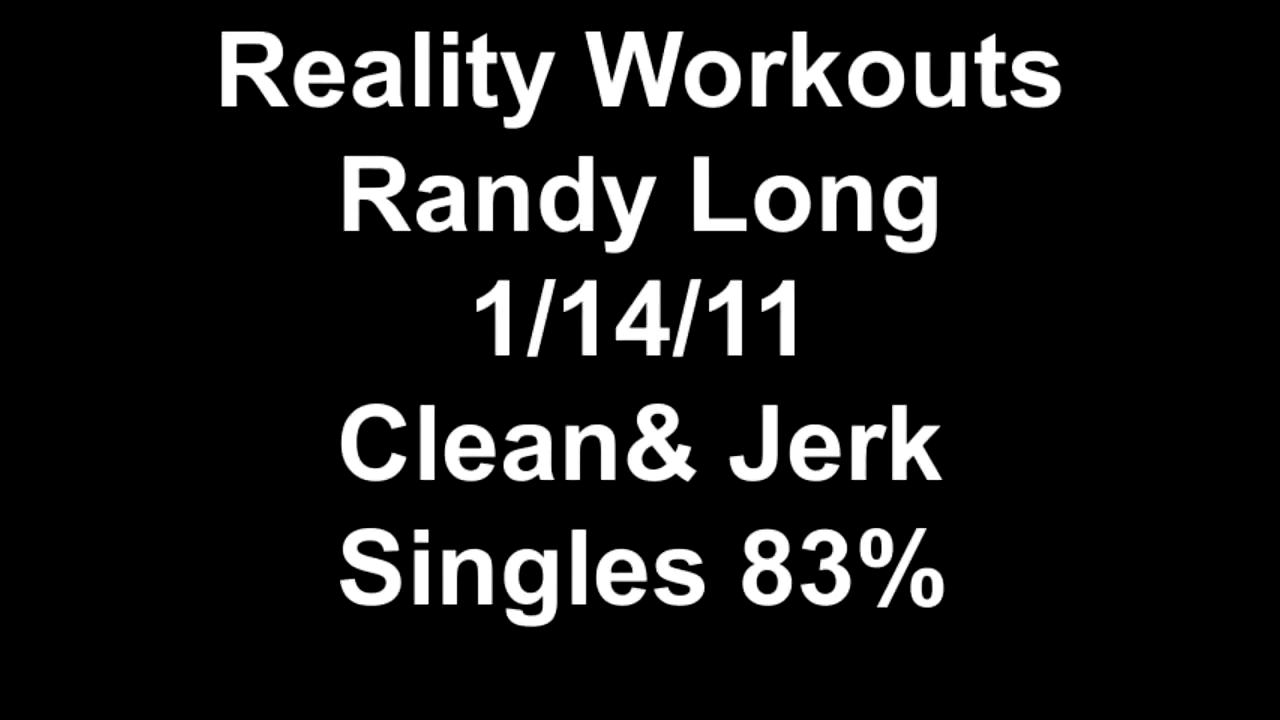 Reality Workouts
Randy Long
1/14/11
Clean& Jerk
Singles 83%